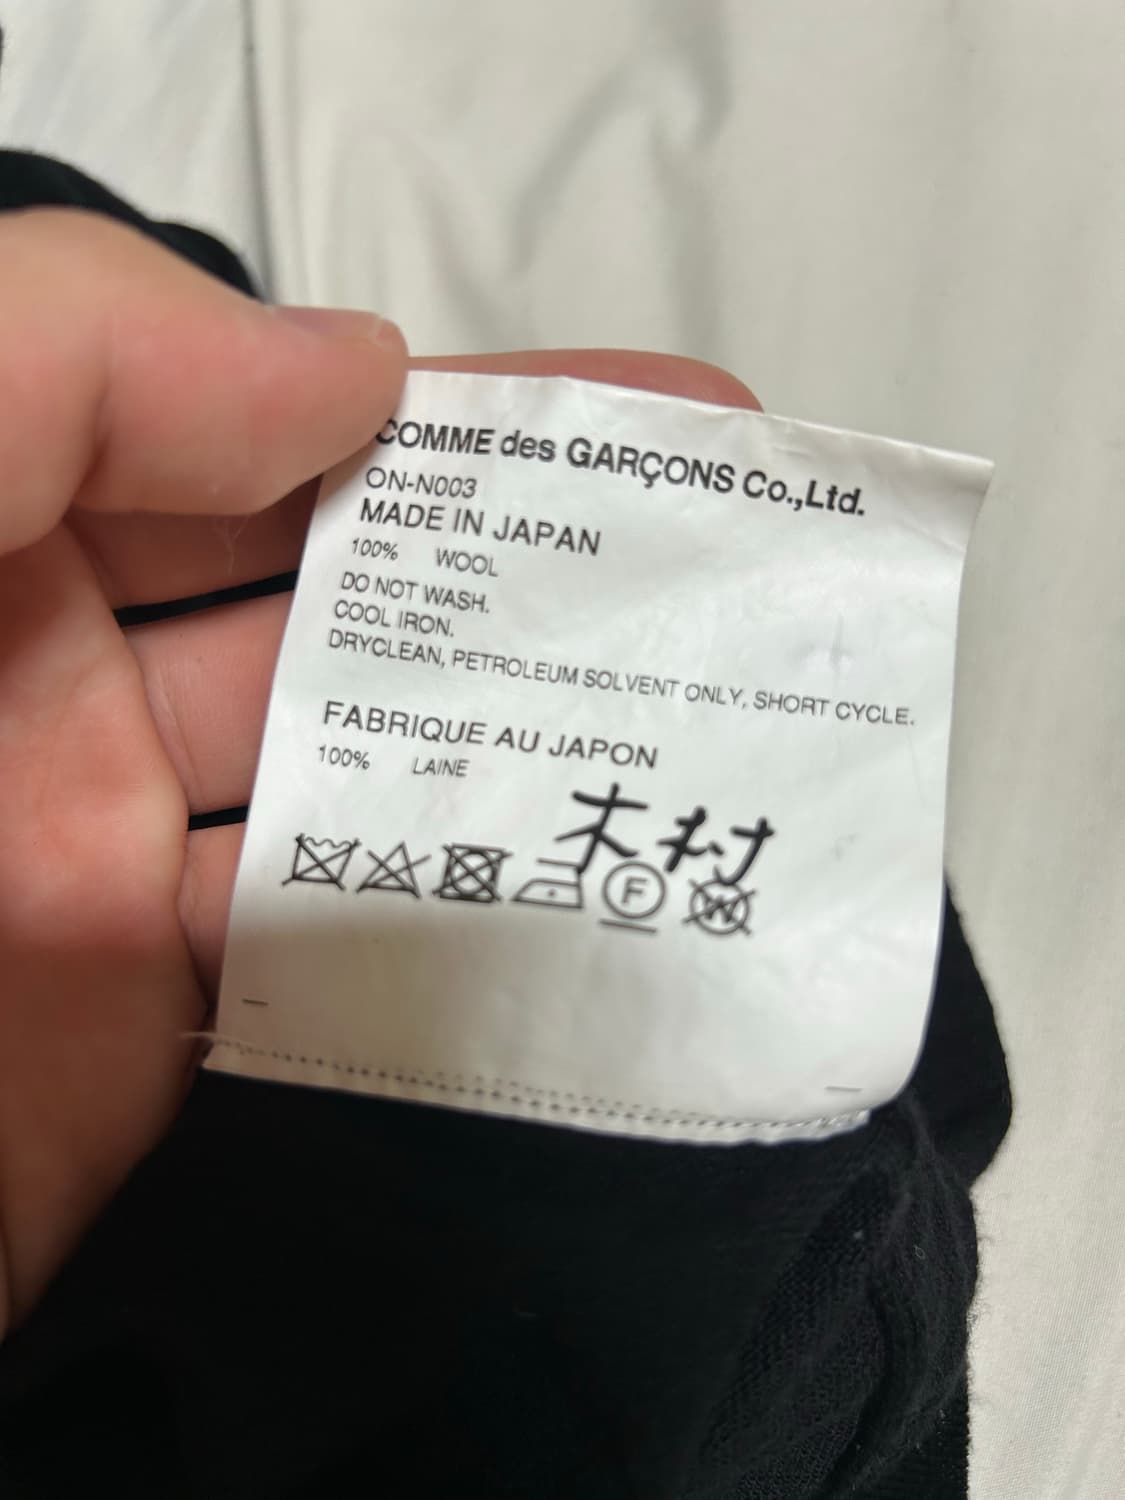 COMME des GARÇONS Co.,Ltd.
ON-N003
MADE IN JAPAN
100% WOOL
DO NOT WASH.
COOL IRON.
DRYCLEAN, PETROLEUM SOLVENT ONLY, SHORT CYCLE.
FABRIQUE AU JAPON
100% LAINE
木村
F W